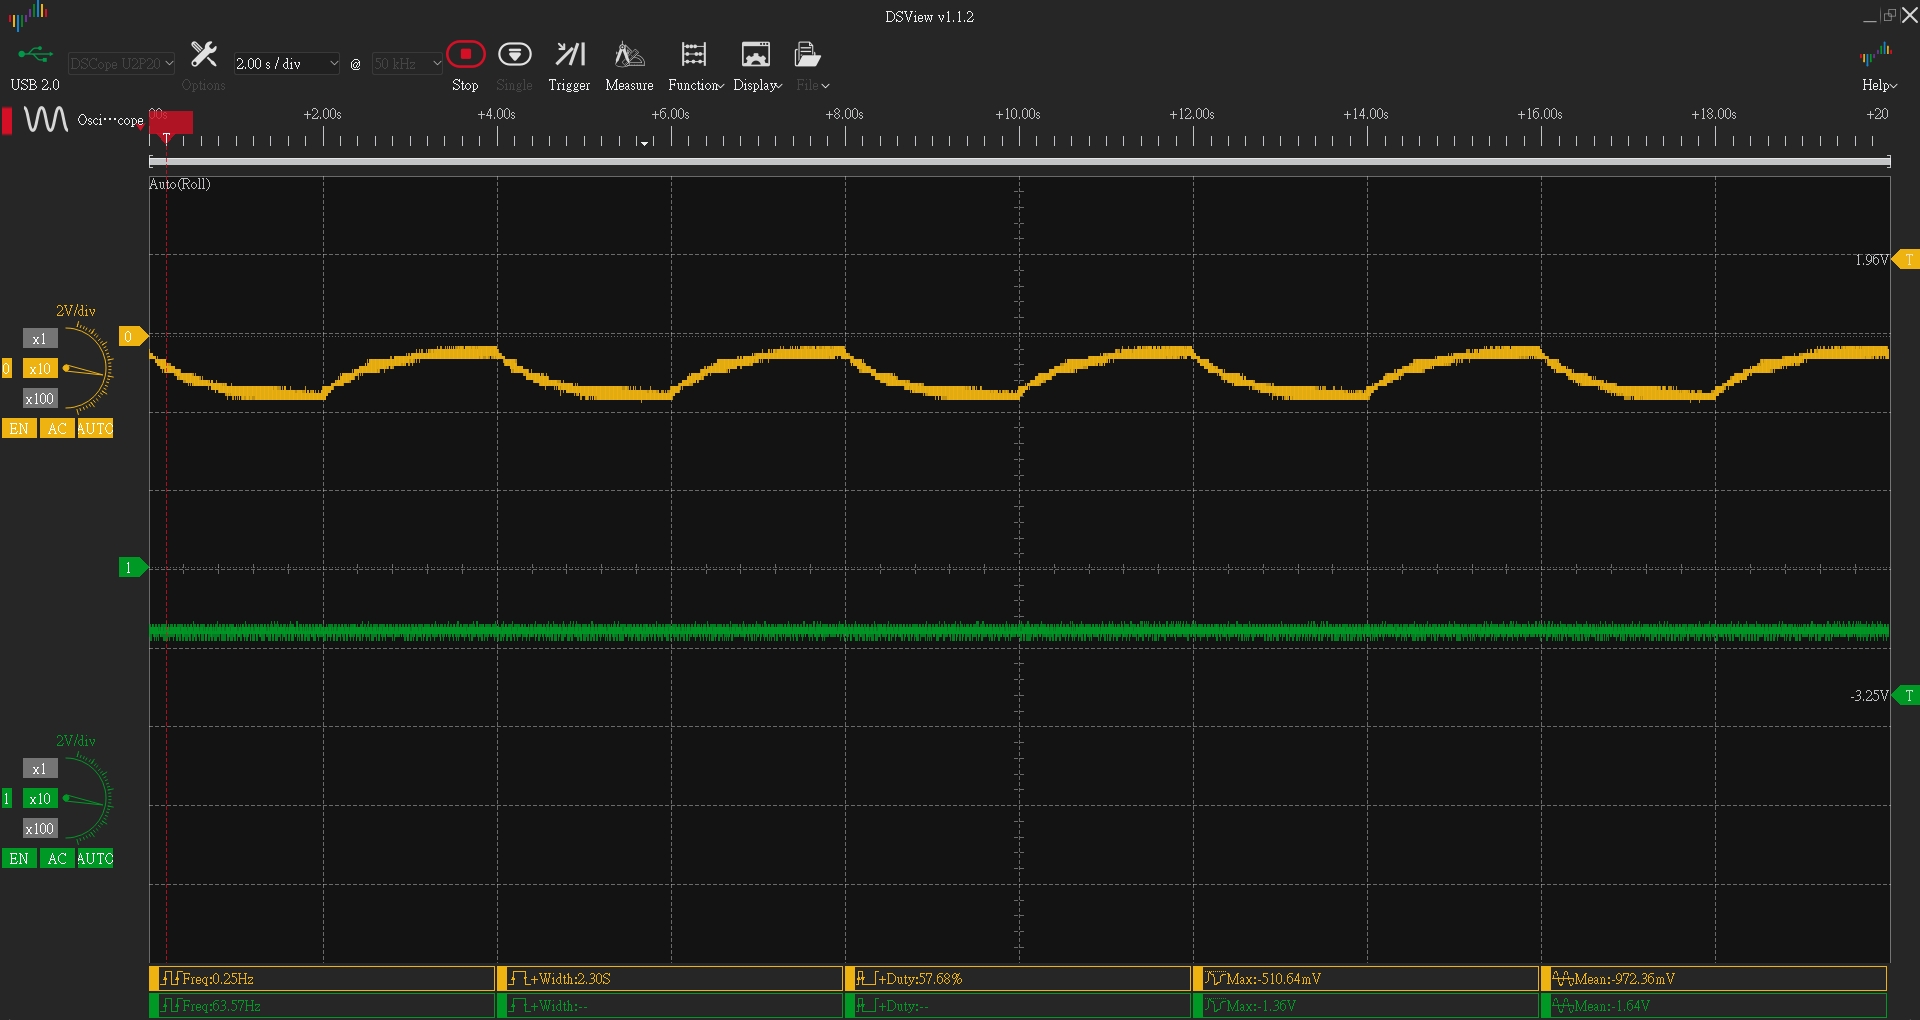 DSView v1.1.2
USB 2.0
DSCope U2P20
Options
2.00 s / div
@
50 kHz
Stop
Single
Trigger
Measure
Function
Display
File
Help
Osci···cope
00s
+2.00s
+4.00s
+6.00s
+8.00s
+10.00s
+12.00s
+14.00s
+16.00s
+18.00s
+20
T
Auto(Roll)
1.96V
T
2V/div
x1
0
x10
x100
EN
AC
AUTO
0
1
-3.25V
T
2V/div
x1
1
x10
x100
EN
AC
AUTO
Freq:0.25Hz
+Width:2.30S
+Duty:57.68%
Max:-510.64mV
Mean:-972.36mV
Freq:63.57Hz
+Width:--
+Duty:--
Max:-1.36V
Mean:-1.64V